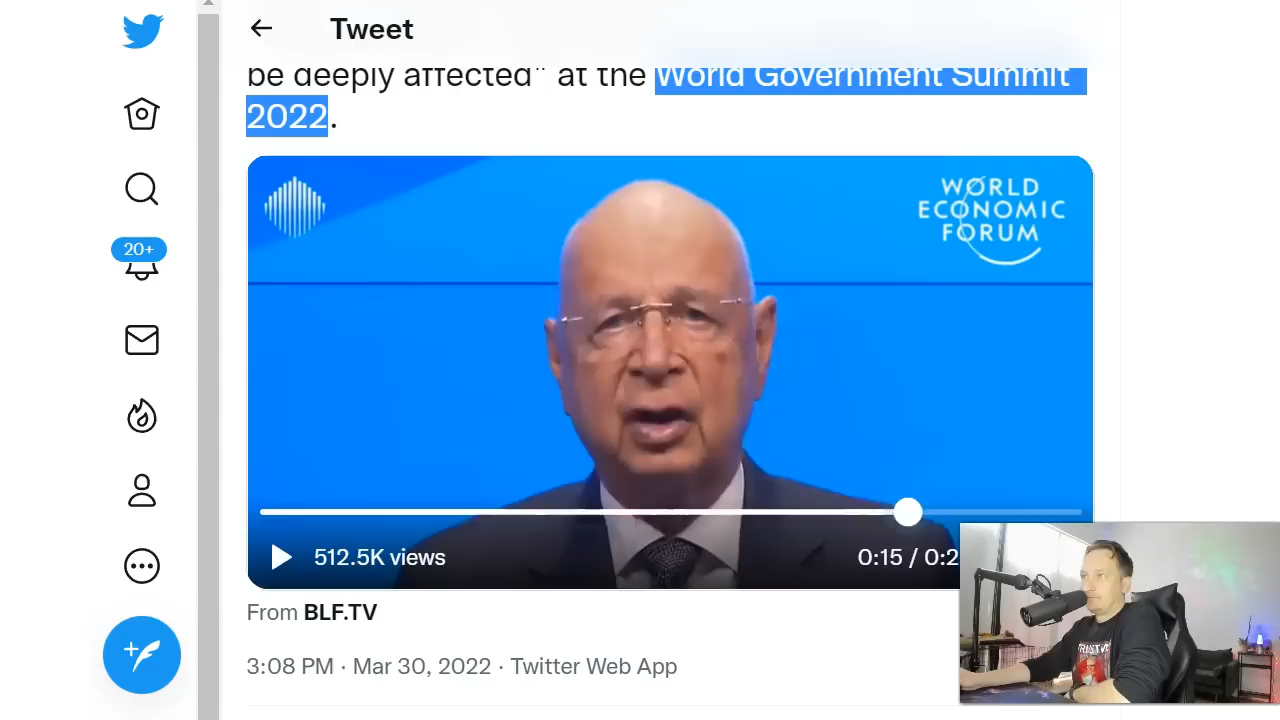 Tweet
be deeply affected" at the World Government Summit
2022.
WORLD
ECONOMIC
FORUM
20+
512.5K views
0:15 / 0:2
From BLF.TV
3:08 PM · Mar 30, 2022 · Twitter Web App